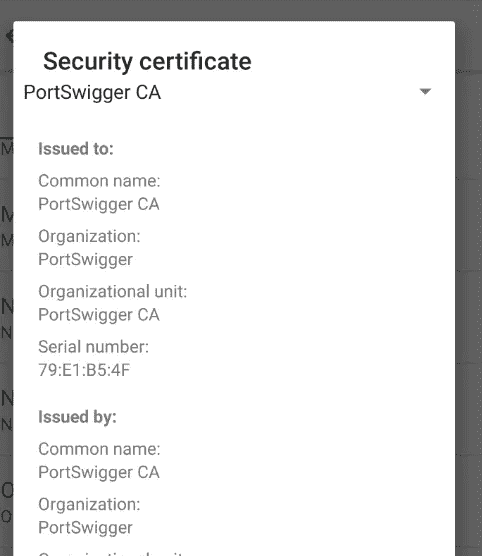 Security certificate
PortSwigger CA
Issued to:
Common name:
PortSwigger CA
Organization:
PortSwigger
Organizational unit:
PortSwigger CA
Serial number:
79:E1:B5:4F
Issued by:
Common name:
PortSwigger CA
Organization:
PortSwigger